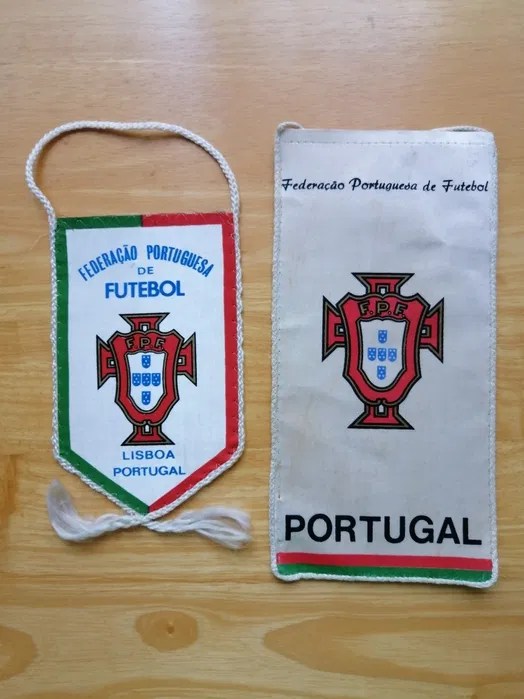 FEDERAÇÃO PORTUGUESA
DE
FUTEBOL
F.P.F.
LISBOA
PORTUGAL
Federação Portuguesa de Futebol
F.P.F.
PORTUGAL